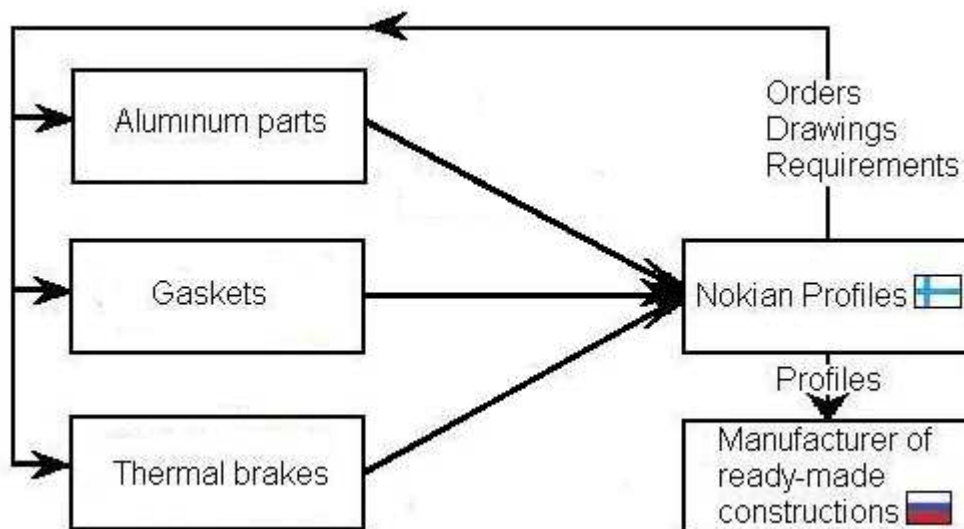 Aluminum parts
Orders
Drawings
Requirements
Gaskets
Nokian Profiles
Profiles
Thermal brakes
Manufacturer of
ready-made
constructions